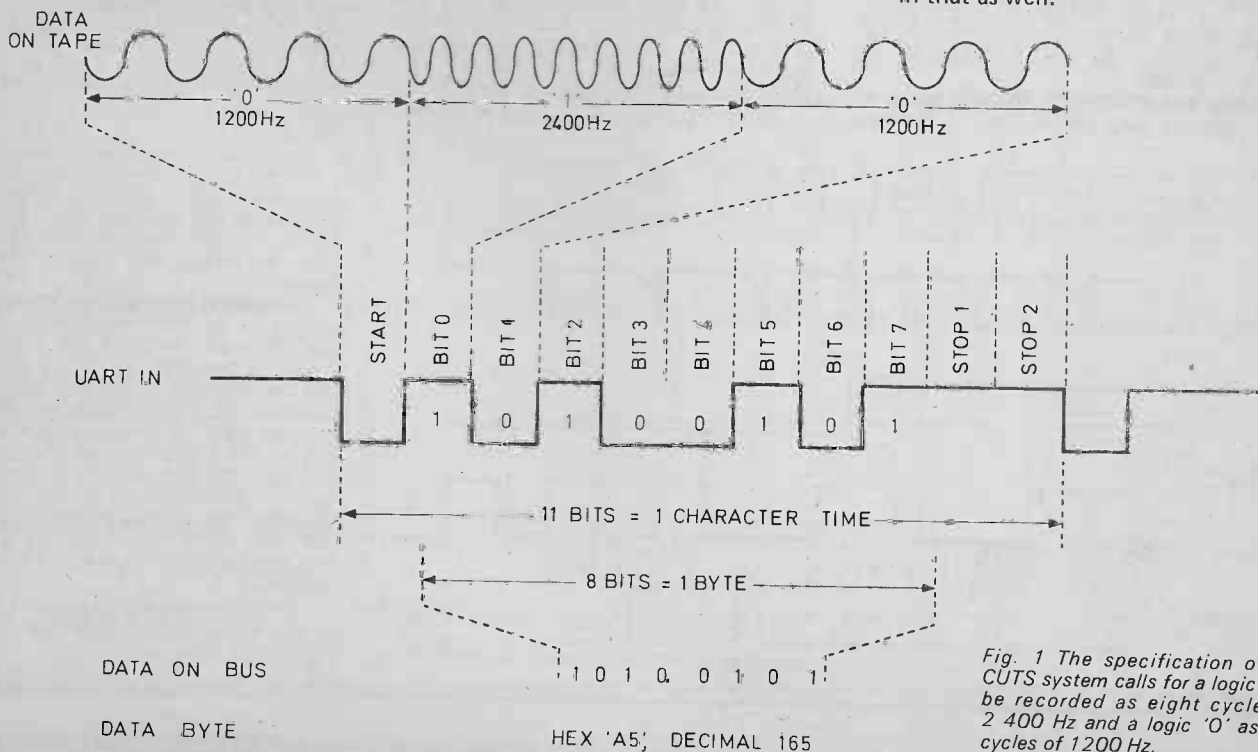 in that as well.
DATA
ON TAPE
'0'
1200Hz
'1'
2400Hz
'0'
1200Hz
START
BIT 0
BIT 1
BIT 2
BIT 3
BIT 4
BIT 5
BIT 6
BIT 7
STOP 1
STOP 2
UART IN
1 0 1 0 0 1 0 1
11 BITS = 1 CHARACTER TIME
8 BITS = 1 BYTE
DATA ON BUS
1 0 1 0 0 1 0 1
DATA BYTE
HEX 'A5', DECIMAL 165
Fig. 1 The specification o
CUTS system calls for a logic
be recorded as eight cycle
2 400 Hz and a logic '0' as
cycles of 1200 Hz.